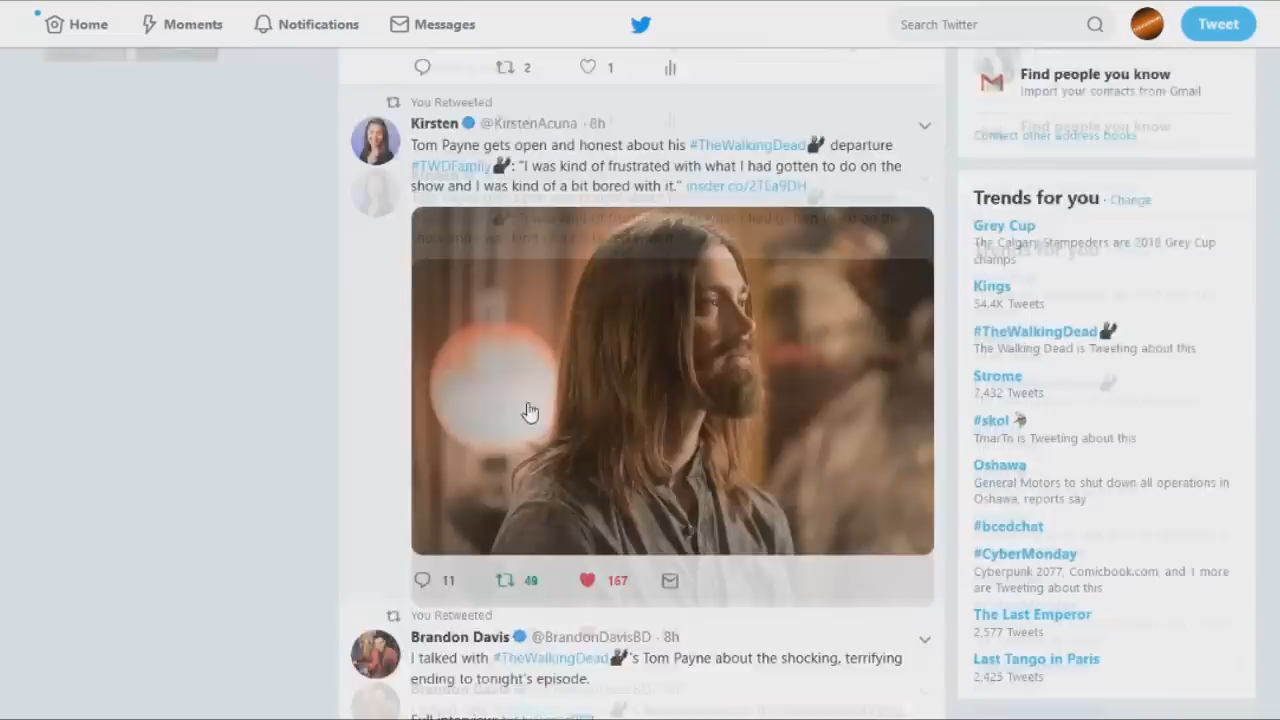 Home
Moments
Notifications
Messages
Search Twitter
Tweet
2
1
You Retweeted
Kirsten @KirstenAcuna · 8h
Tom Payne gets open and honest about his #TheWalkingDead departure
#TWDFamily : "I was kind of frustrated with what I had gotten to do on the
show and I was kind of a bit bored with it." insder.co/2TEa9DH
11
49
167
You Retweeted
Brandon Davis @BrandonDavisBD · 8h
I talked with #TheWalkingDead 's Tom Payne about the shocking, terrifying
ending to tonight's episode.
Full interview:
Find people you know
Import your contacts from Gmail
Find people you know
Connect other address books
Trends for you · Change
Grey Cup
The Calgary Stampeders are 2018 Grey Cup
champs
Kings
54.4K Tweets
#TheWalkingDead
The Walking Dead is Tweeting about this
Strome
7,432 Tweets
#skol
TmarTn is Tweeting about this
Oshawa
General Motors to shut down all operations in
Oshawa, reports say
#bcedchat
#CyberMonday
Cyberpunk 2077, Comicbook.com, and 1 more
are Tweeting about this
The Last Emperor
2,577 Tweets
Last Tango in Paris
2,425 Tweets